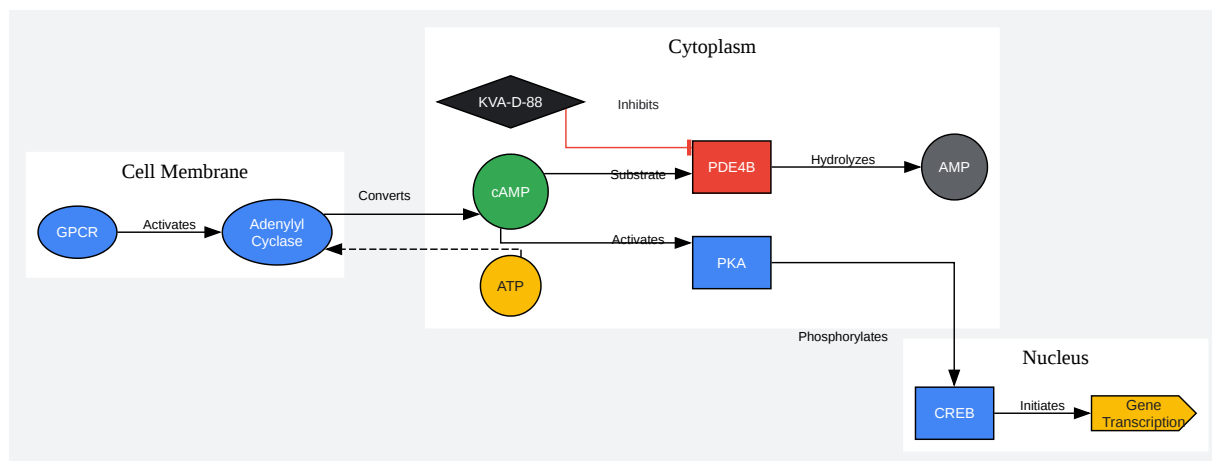 Cytoplasm
KVA-D-88
Inhibits
Cell Membrane
PDE4B
Hydrolyzes
AMP
Substrate
cAMP
Converts
GPCR
Activates
Adenylyl
Cyclase
Activates
PKA
ATP
Phosphorylates
Nucleus
CREB
Initiates
Gene
Transcription